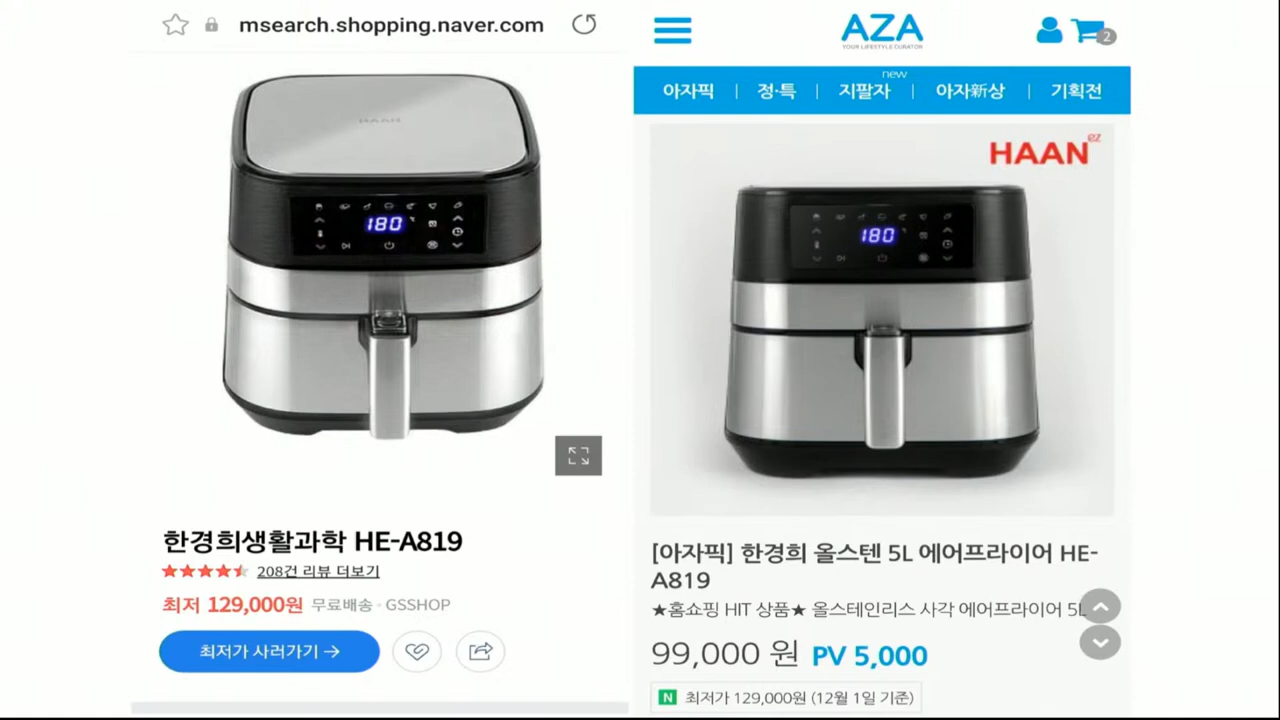 msearch.shopping.naver.com
HAAN
180
한경희생활과학 HE-A819
208건 리뷰 더보기
최저 129,000원 무료배송 · GSSHOP
최저가 사러가기 →
AZA
YOUR LIFESTYLE CURATOR
2
new
아자픽 | 정·특 | 지팔자 | 아자新상 | 기획전
HAAN ez
180
[아자픽] 한경희 올스텐 5L 에어프라이어 HE-
A819
★홈쇼핑 HIT 상품★ 올스테인리스 사각 에어프라이어 5L
99,000 원 PV 5,000
N 최저가 129,000원 (12월 1일 기준)